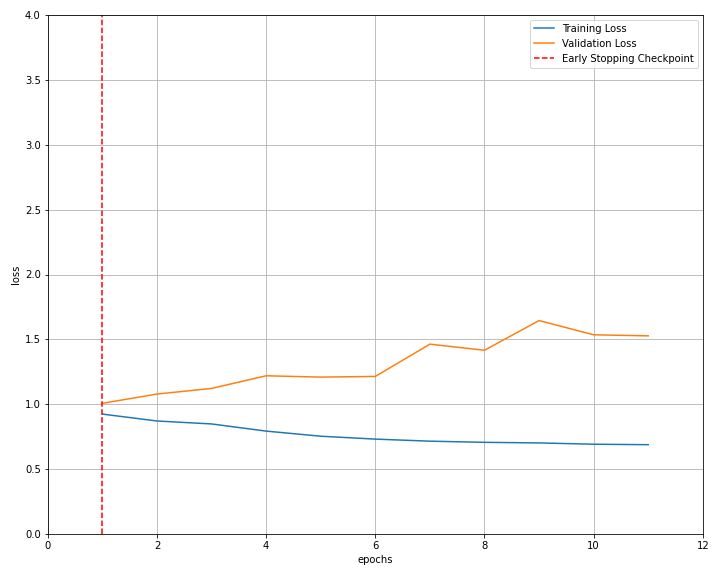 4.0
3.5
3.0
2.5
2.0
1.5
1.0
0.5
0.0
loss
Training Loss
Validation Loss
Early Stopping Checkpoint
0 2 4 6 8 10 12
epochs